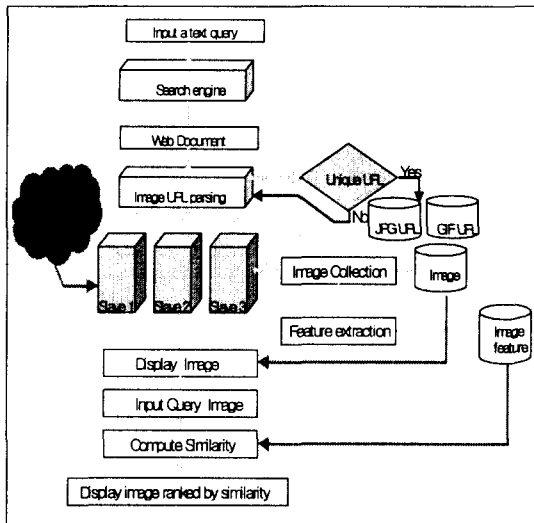 Input a text query
Search engine
Web Document
Image URL parsing
Unique URL
Yes
No
JPG URL
GIF URL
Slave 1
Slave 2
Slave 3
Image Collection
Image
Feature extraction
Image
feature
Display Image
Input Query Image
Compute Similarity
Display image ranked by similarity